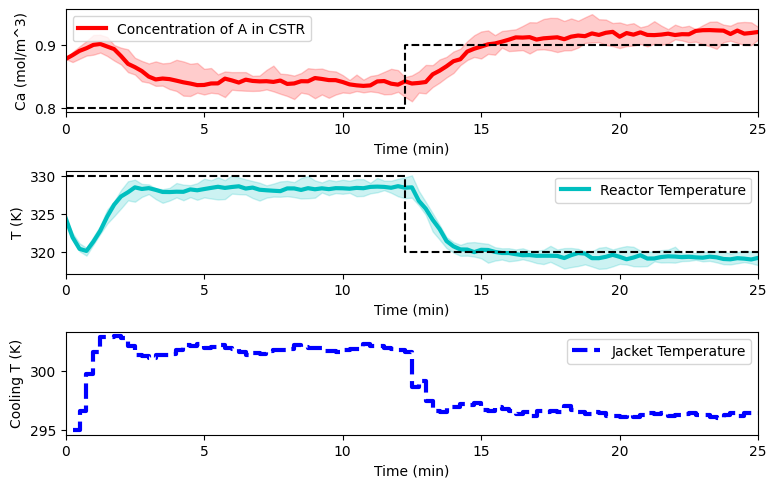 Ca (mol/m^3)
0.9
0.8
Concentration of A in CSTR
0 5 10 15 20 25
Time (min)
T (K)
330
325
320
Reactor Temperature
0 5 10 15 20 25
Time (min)
Cooling T (K)
300
295
Jacket Temperature
0 5 10 15 20 25
Time (min)